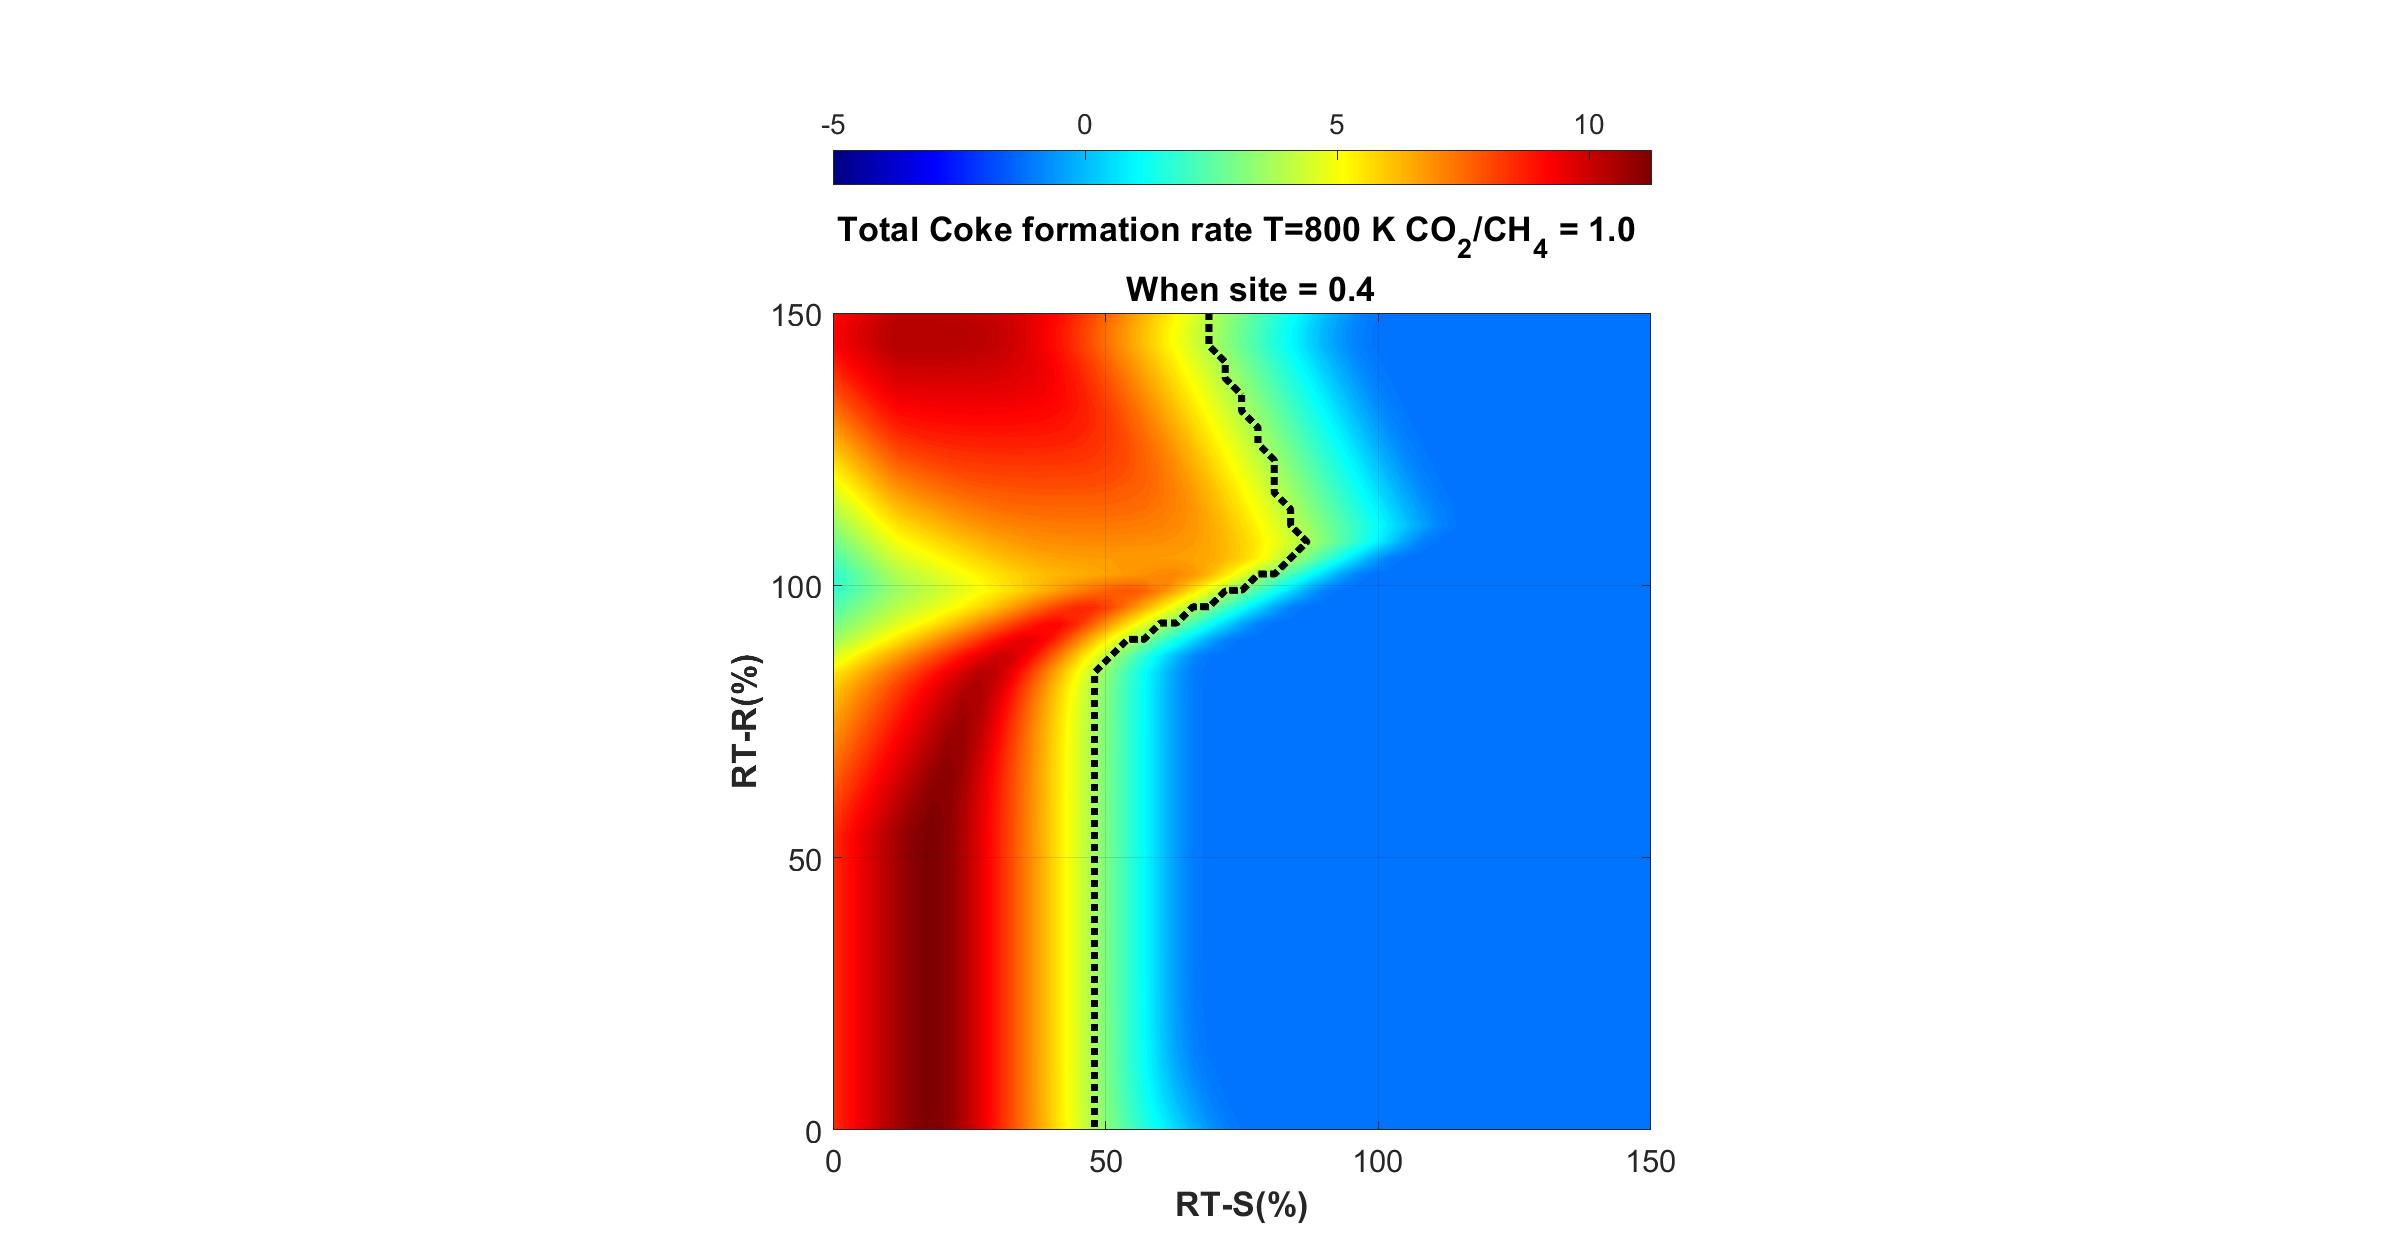 -5 0 5 10
Total Coke formation rate T=800 K CO₂/CH₄ = 1.0
When site = 0.4
150
100
50
0
RT-R(%)
0 50 100 150
RT-S(%)